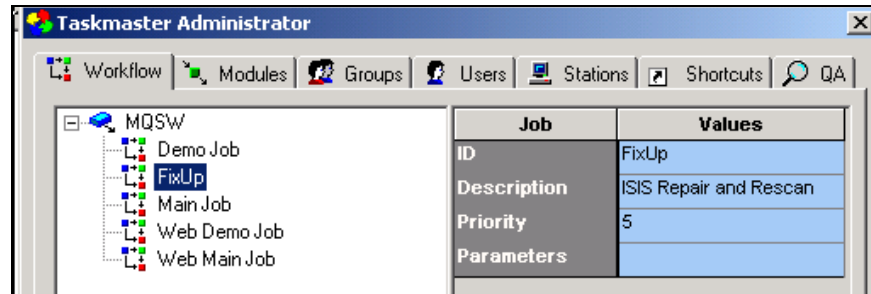 Taskmaster Administrator
Workflow Modules Groups Users Stations Shortcuts QA
MQSW
Demo Job
FixUp
Main Job
Web Demo Job
Web Main Job
Job Values
ID FixUp
Description ISIS Repair and Rescan
Priority 5
Parameters